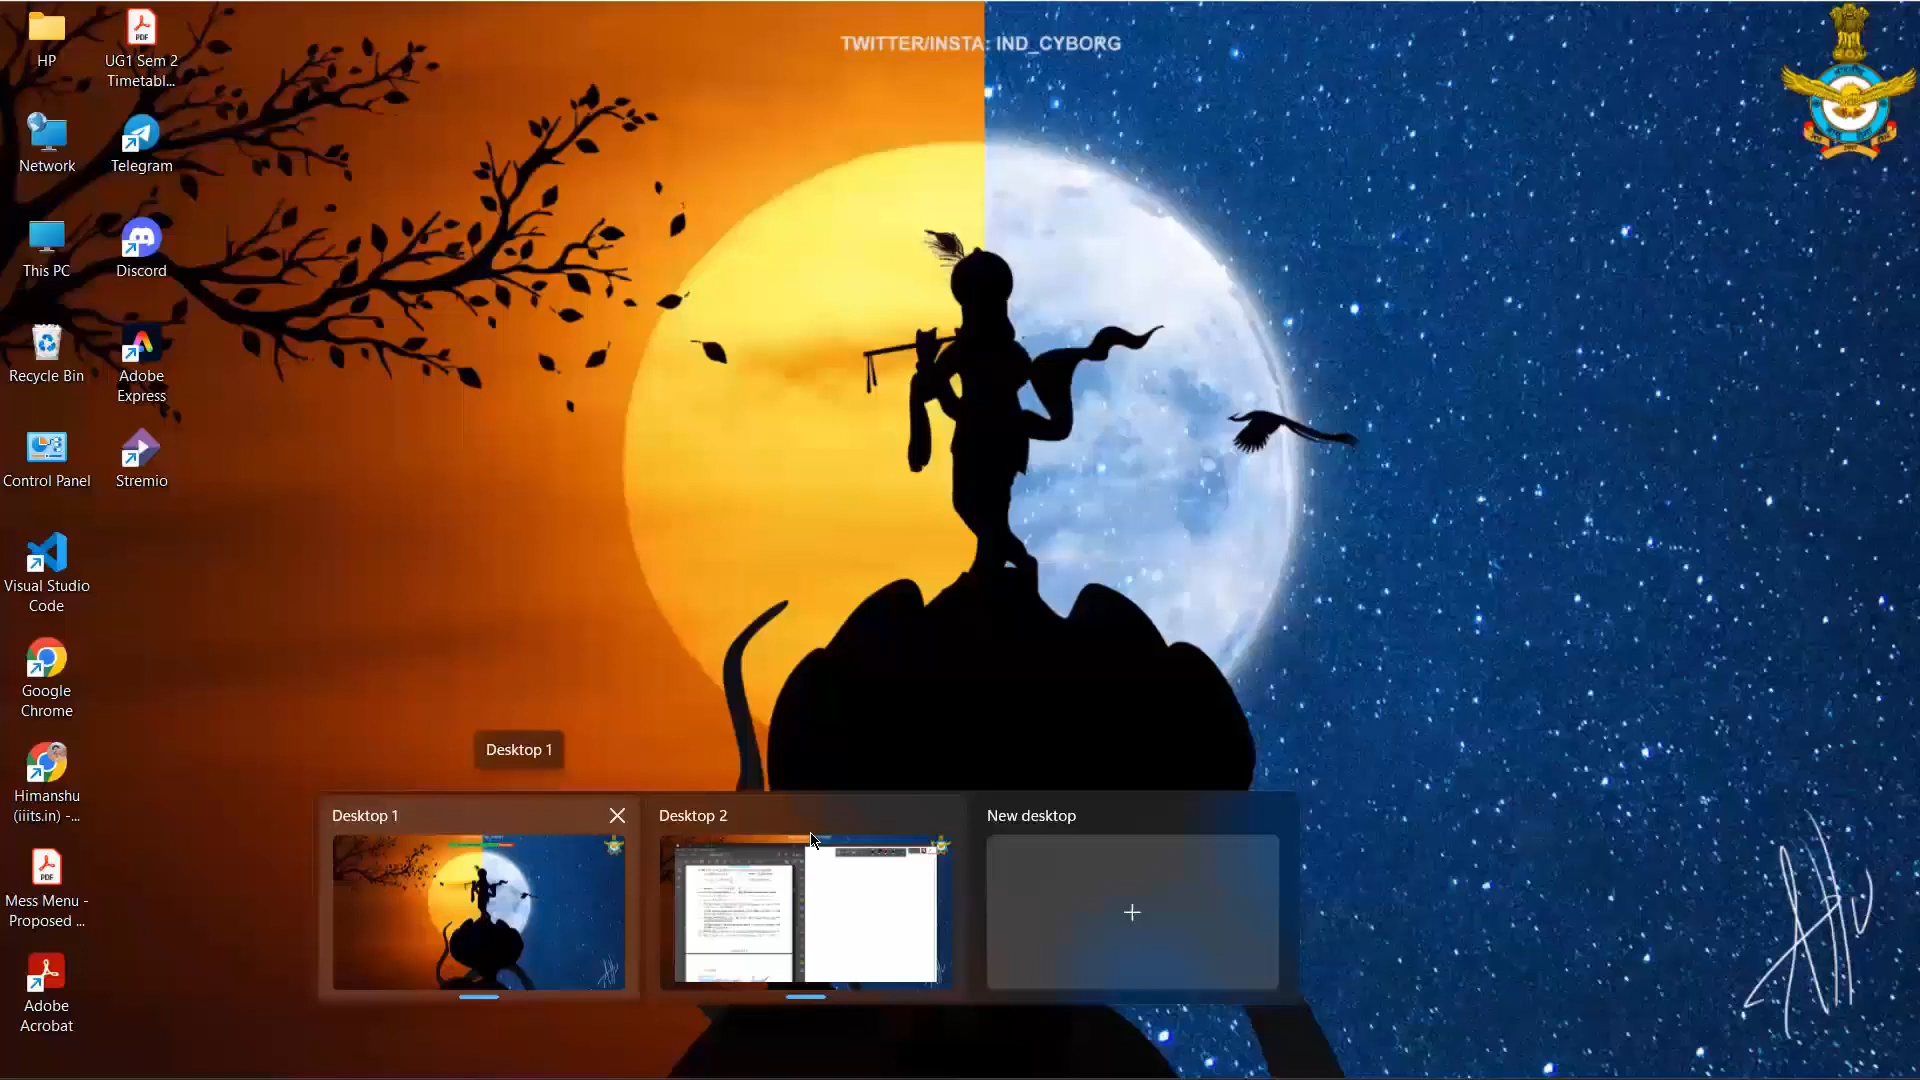 TWITTER/INSTA: IND_CYBORG
HP
UG1 Sem 2
Timetabl...
Network
Telegram
This PC
Discord
Recycle Bin
Adobe
Express
Control Panel
Stremio
Visual Studio
Code
Google
Chrome
Himanshu
(iiits.in) -...
Mess Menu -
Proposed ...
Adobe
Acrobat
PDF
PDF
Desktop 1
Desktop 1
Desktop 2
New desktop